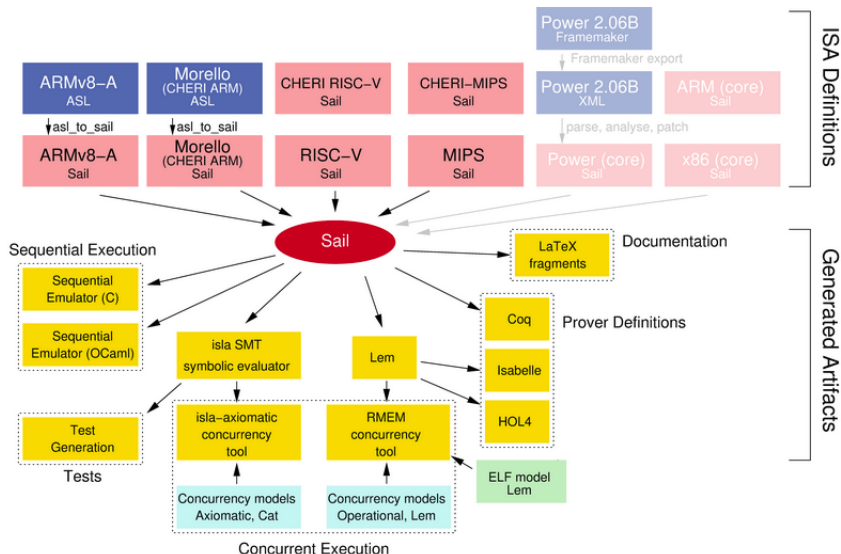 Power 2.06B
Framemaker
Framemaker export
ARMv8-A
ASL
Morello
(CHERI ARM)
ASL
CHERI RISC-V
Sail
CHERI-MIPS
Sail
Power 2.06B
XML
ARM (core)
Sail
asl_to_sail
asl_to_sail
parse, analyse, patch
ARMv8-A
Sail
Morello
(CHERI ARM)
Sail
RISC-V
Sail
MIPS
Sail
Power (core)
Sail
x86 (core)
Sail
ISA Definitions
Sail
Sequential Execution
Sequential
Emulator (C)
Sequential
Emulator (OCaml)
LaTeX
fragments
Documentation
isla SMT
symbolic evaluator
Lem
Coq
Isabelle
HOL4
Prover Definitions
Generated Artifacts
Test
Generation
Tests
isla-axiomatic
concurrency
tool
RMEM
concurrency
tool
ELF model
Lem
Concurrency models
Axiomatic, Cat
Concurrency models
Operational, Lem
Concurrent Execution